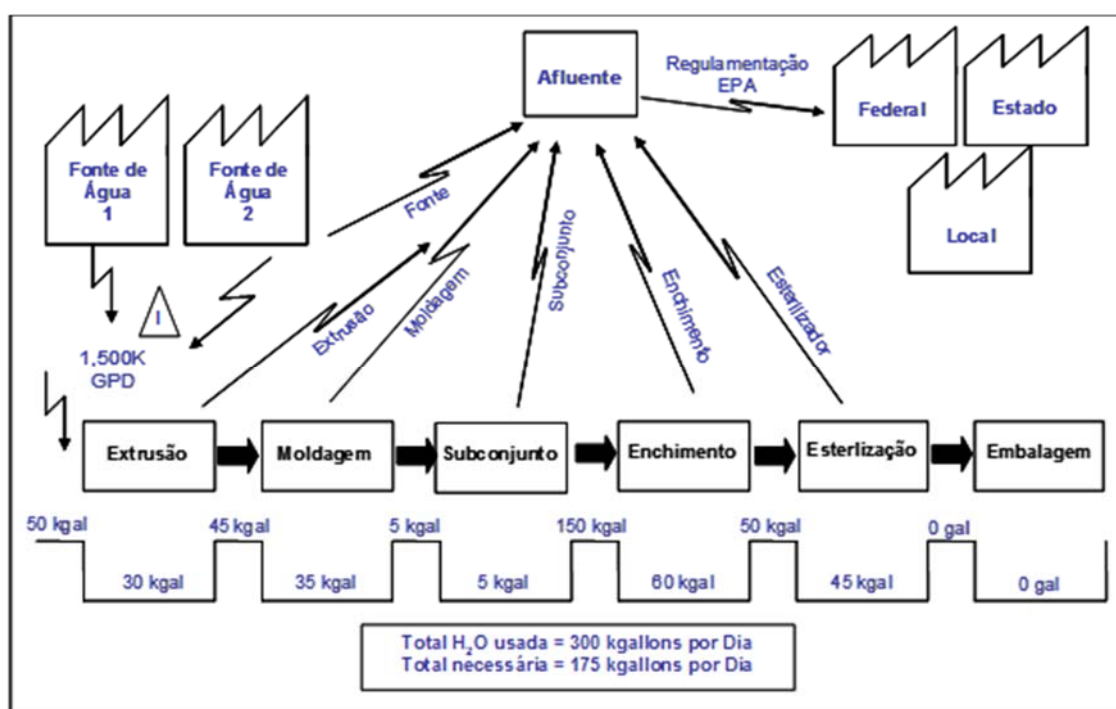 Afluente
Regulamentação
EPA
Federal
Estado
Local
Fonte de
Água
1
Fonte de
Água
2
Fonte
Extrusão
Moldagem
Subconjunto
Enchimento
Esterilizador
I
1,500K
GPD
Extrusão
Moldagem
Subconjunto
Enchimento
Esterlização
Embalagem
50 kgal
45 kgal
5 kgal
150 kgal
50 kgal
0 gal
30 kgal
35 kgal
5 kgal
60 kgal
45 kgal
0 gal
Total H₂O usada = 300 kgallons por Dia
Total necessária = 175 kgallons por Dia